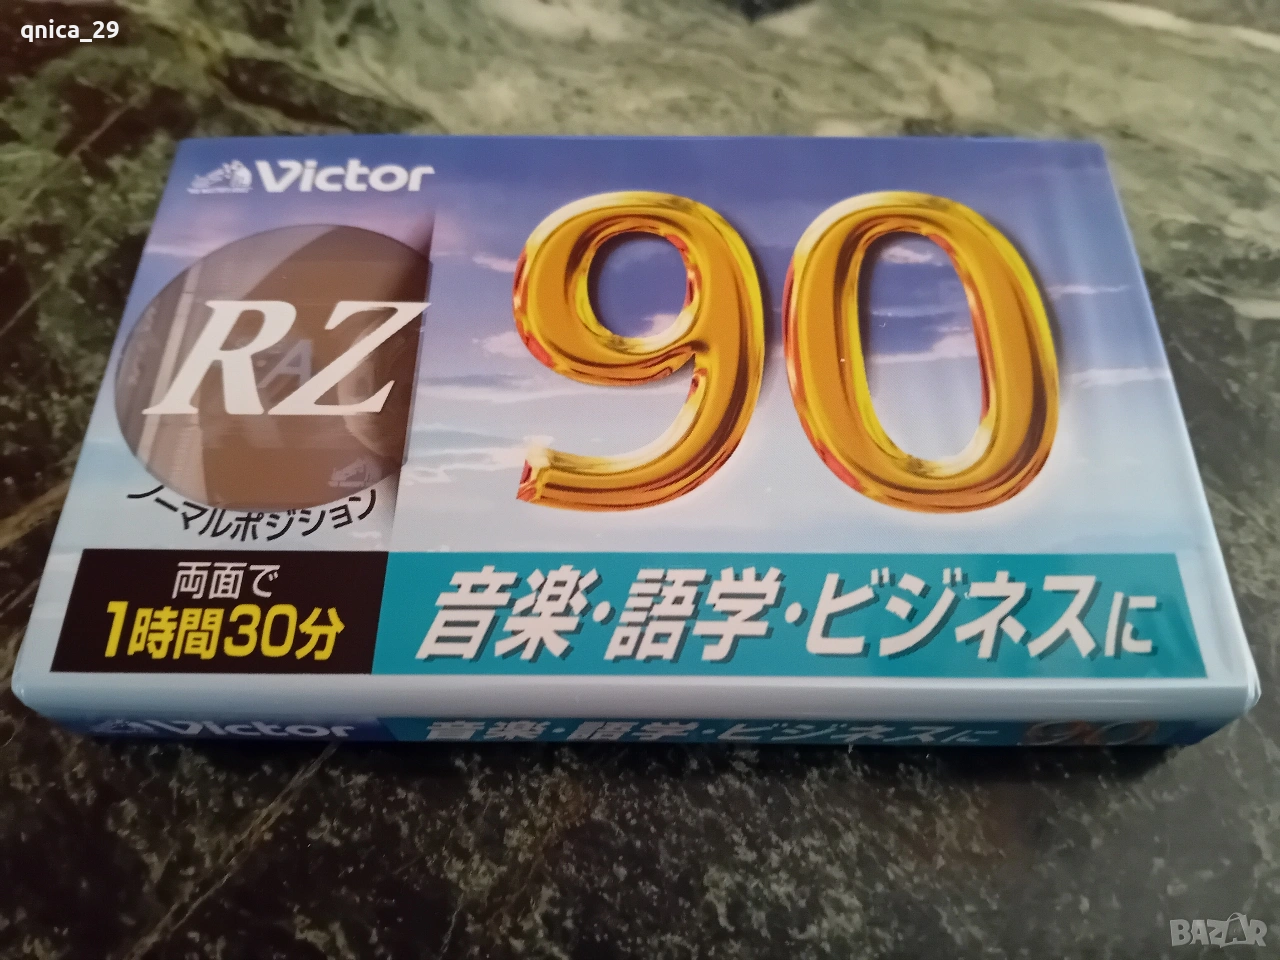 qnica_29
Victor
RZ
90
A
ノーマルポジション
両面で
1時間30分
音楽・語学・ビジネスに
Victor
音楽・語学・ビジネスに
90
BAZAR